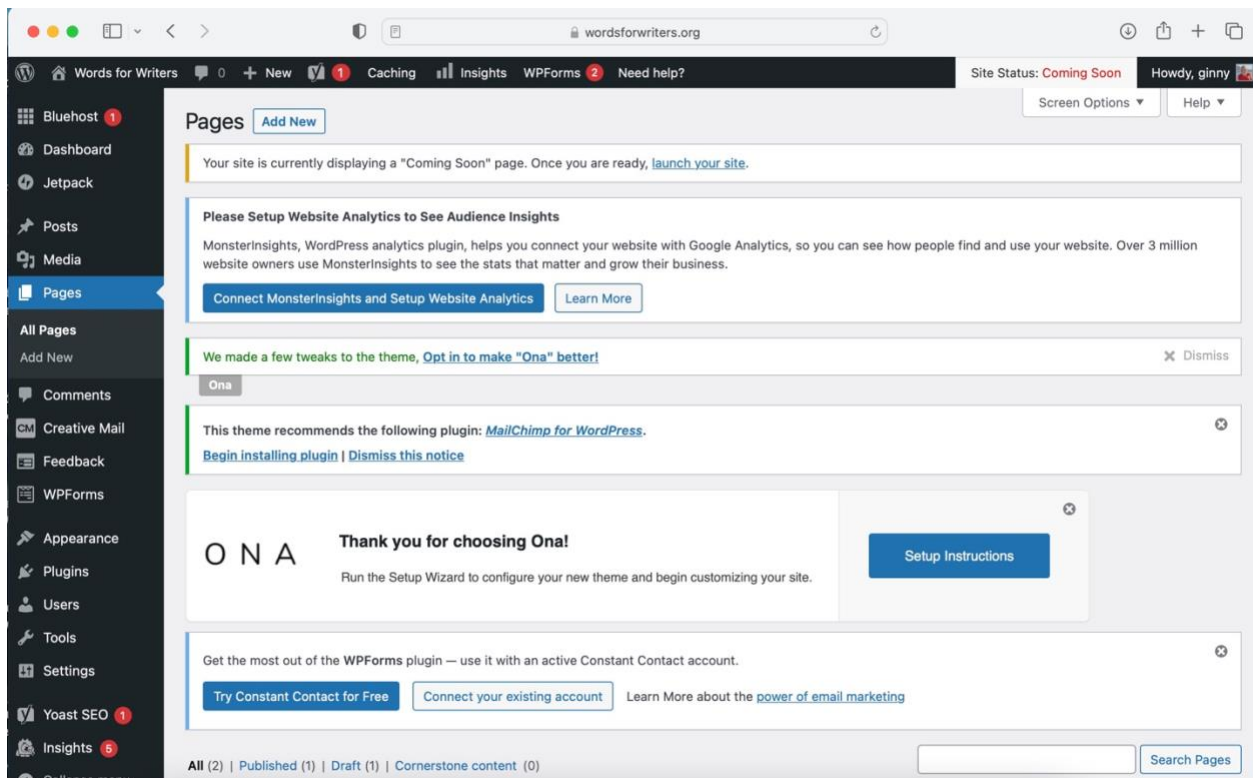 wordsforwriters.org
Words for Writers 0 + New 1 Caching Insights WPForms 2 Need help? Site Status: Coming Soon Howdy, ginny
Screen Options ▼ Help ▼
Bluehost 1
Dashboard
Jetpack
Posts
Media
Pages
All Pages
Add New
Comments
CM Creative Mail
Feedback
WPForms
Appearance
Plugins
Users
Tools
Settings
Yoast SEO 1
Insights 5
Pages Add New
Your site is currently displaying a "Coming Soon" page. Once you are ready, launch your site.
Please Setup Website Analytics to See Audience Insights
MonsterInsights, WordPress analytics plugin, helps you connect your website with Google Analytics, so you can see how people find and use your website. Over 3 million
website owners use MonsterInsights to see the stats that matter and grow their business.
Connect MonsterInsights and Setup Website Analytics Learn More
We made a few tweaks to the theme, Opt in to make "Ona" better! Dismiss
Ona
This theme recommends the following plugin: MailChimp for WordPress.
Begin installing plugin | Dismiss this notice
ONA
Thank you for choosing Ona!
Run the Setup Wizard to configure your new theme and begin customizing your site.
Setup Instructions
Get the most out of the WPForms plugin — use it with an active Constant Contact account.
Try Constant Contact for Free Connect your existing account Learn More about the power of email marketing
All (2) | Published (1) | Draft (1) | Cornerstone content (0) Search Pages